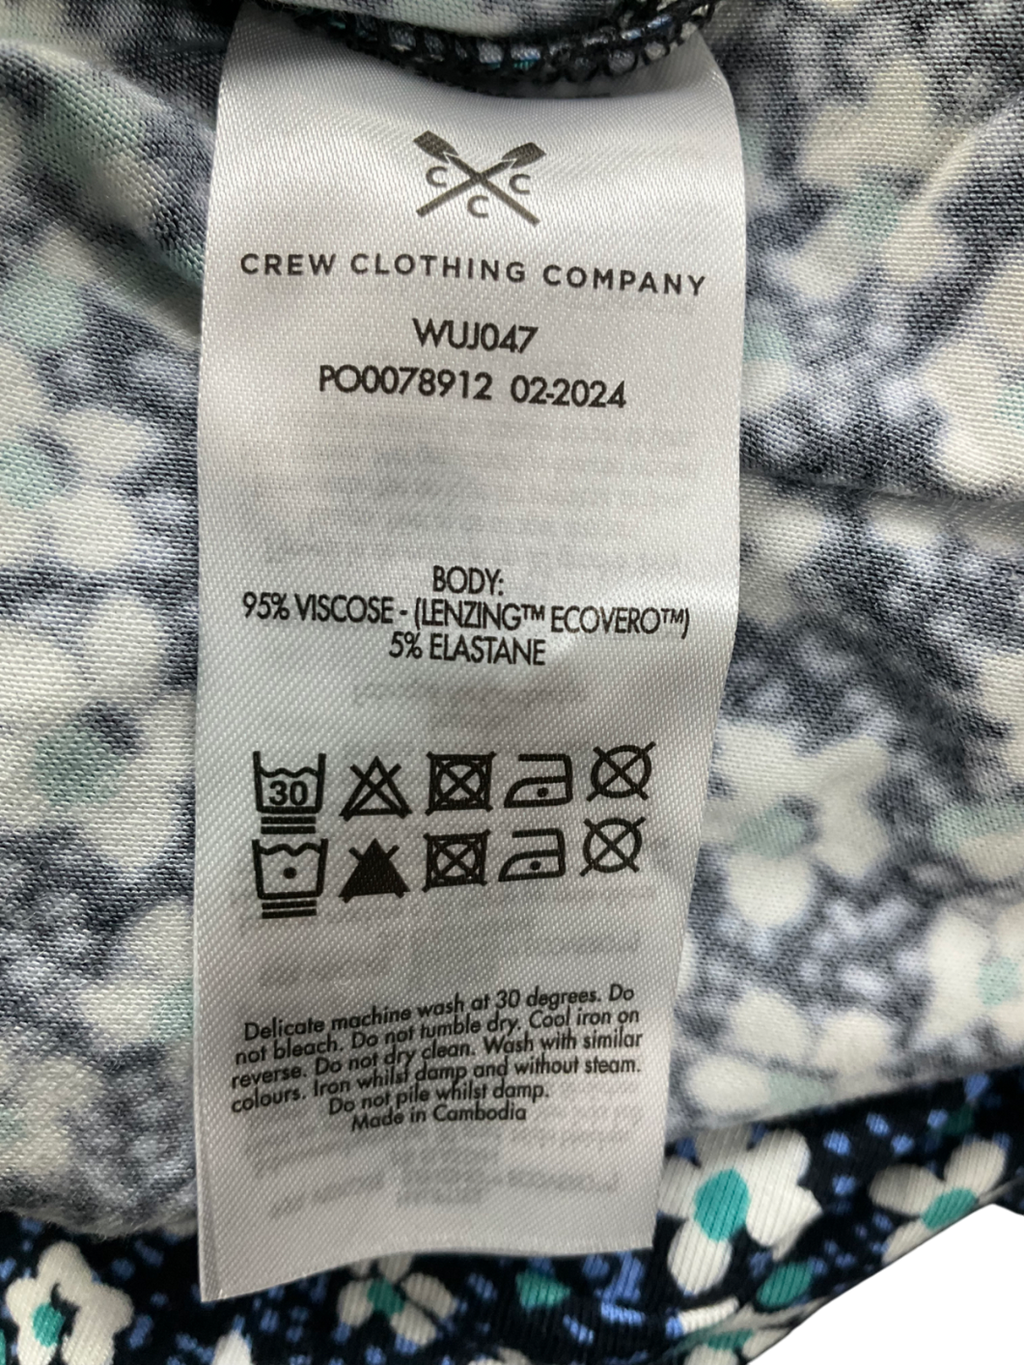 C C
C
CREW CLOTHING COMPANY
WUJ047
PO0078912 02-2024
BODY:
95% VISCOSE - (LENZING™ ECOVERO™)
5% ELASTANE
30
Delicate machine wash at 30 degrees. Do
not bleach. Do not tumble dry. Cool iron on
reverse. Do not dry clean. Wash with similar
colours. Iron whilst damp and without steam.
Do not pile whilst damp.
Made in Cambodia